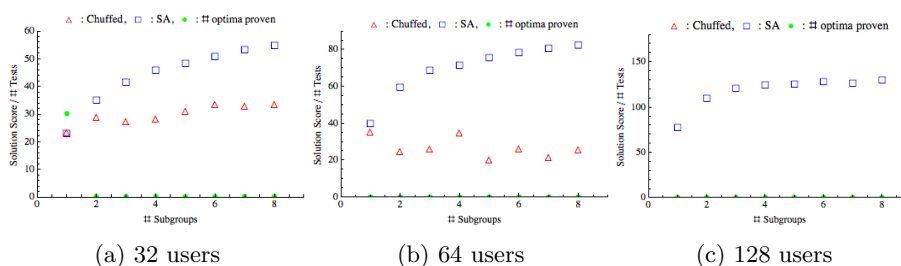 △ : Chuffed, □ : SA, ● : # optima proven
Solution Score / # Tests
60
50
40
30
20
10
0
0 2 4 6 8
# Subgroups
(a) 32 users
△ : Chuffed, □ : SA, ● : # optima proven
Solution Score / # Tests
80
60
40
20
0
0 2 4 6 8
# Subgroups
(b) 64 users
△ : Chuffed, □ : SA ● : # optima proven
Solution Score / # Tests
150
100
50
0
0 2 4 6 8
# Subgroups
(c) 128 users